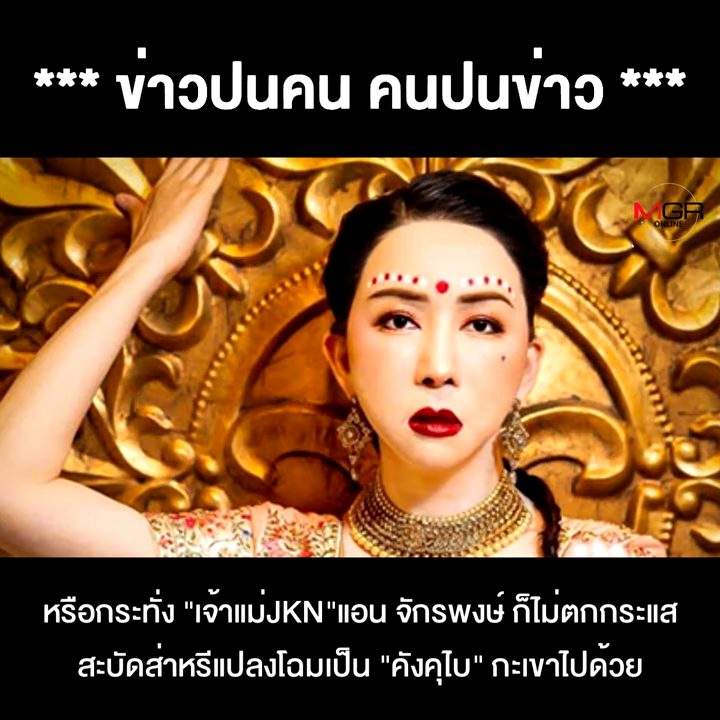 *** ข่าวปนคน คนปนข่าว ***
MGR
ONLINE
หรือกระทั่ง "เจ้าแม่JKN"แอน จักรพงษ์ ก็ไม่ตกกระแส
สะบัดส่าหรีแปลงโฉมเป็น "คังคุไบ" กะเขาไปด้วย